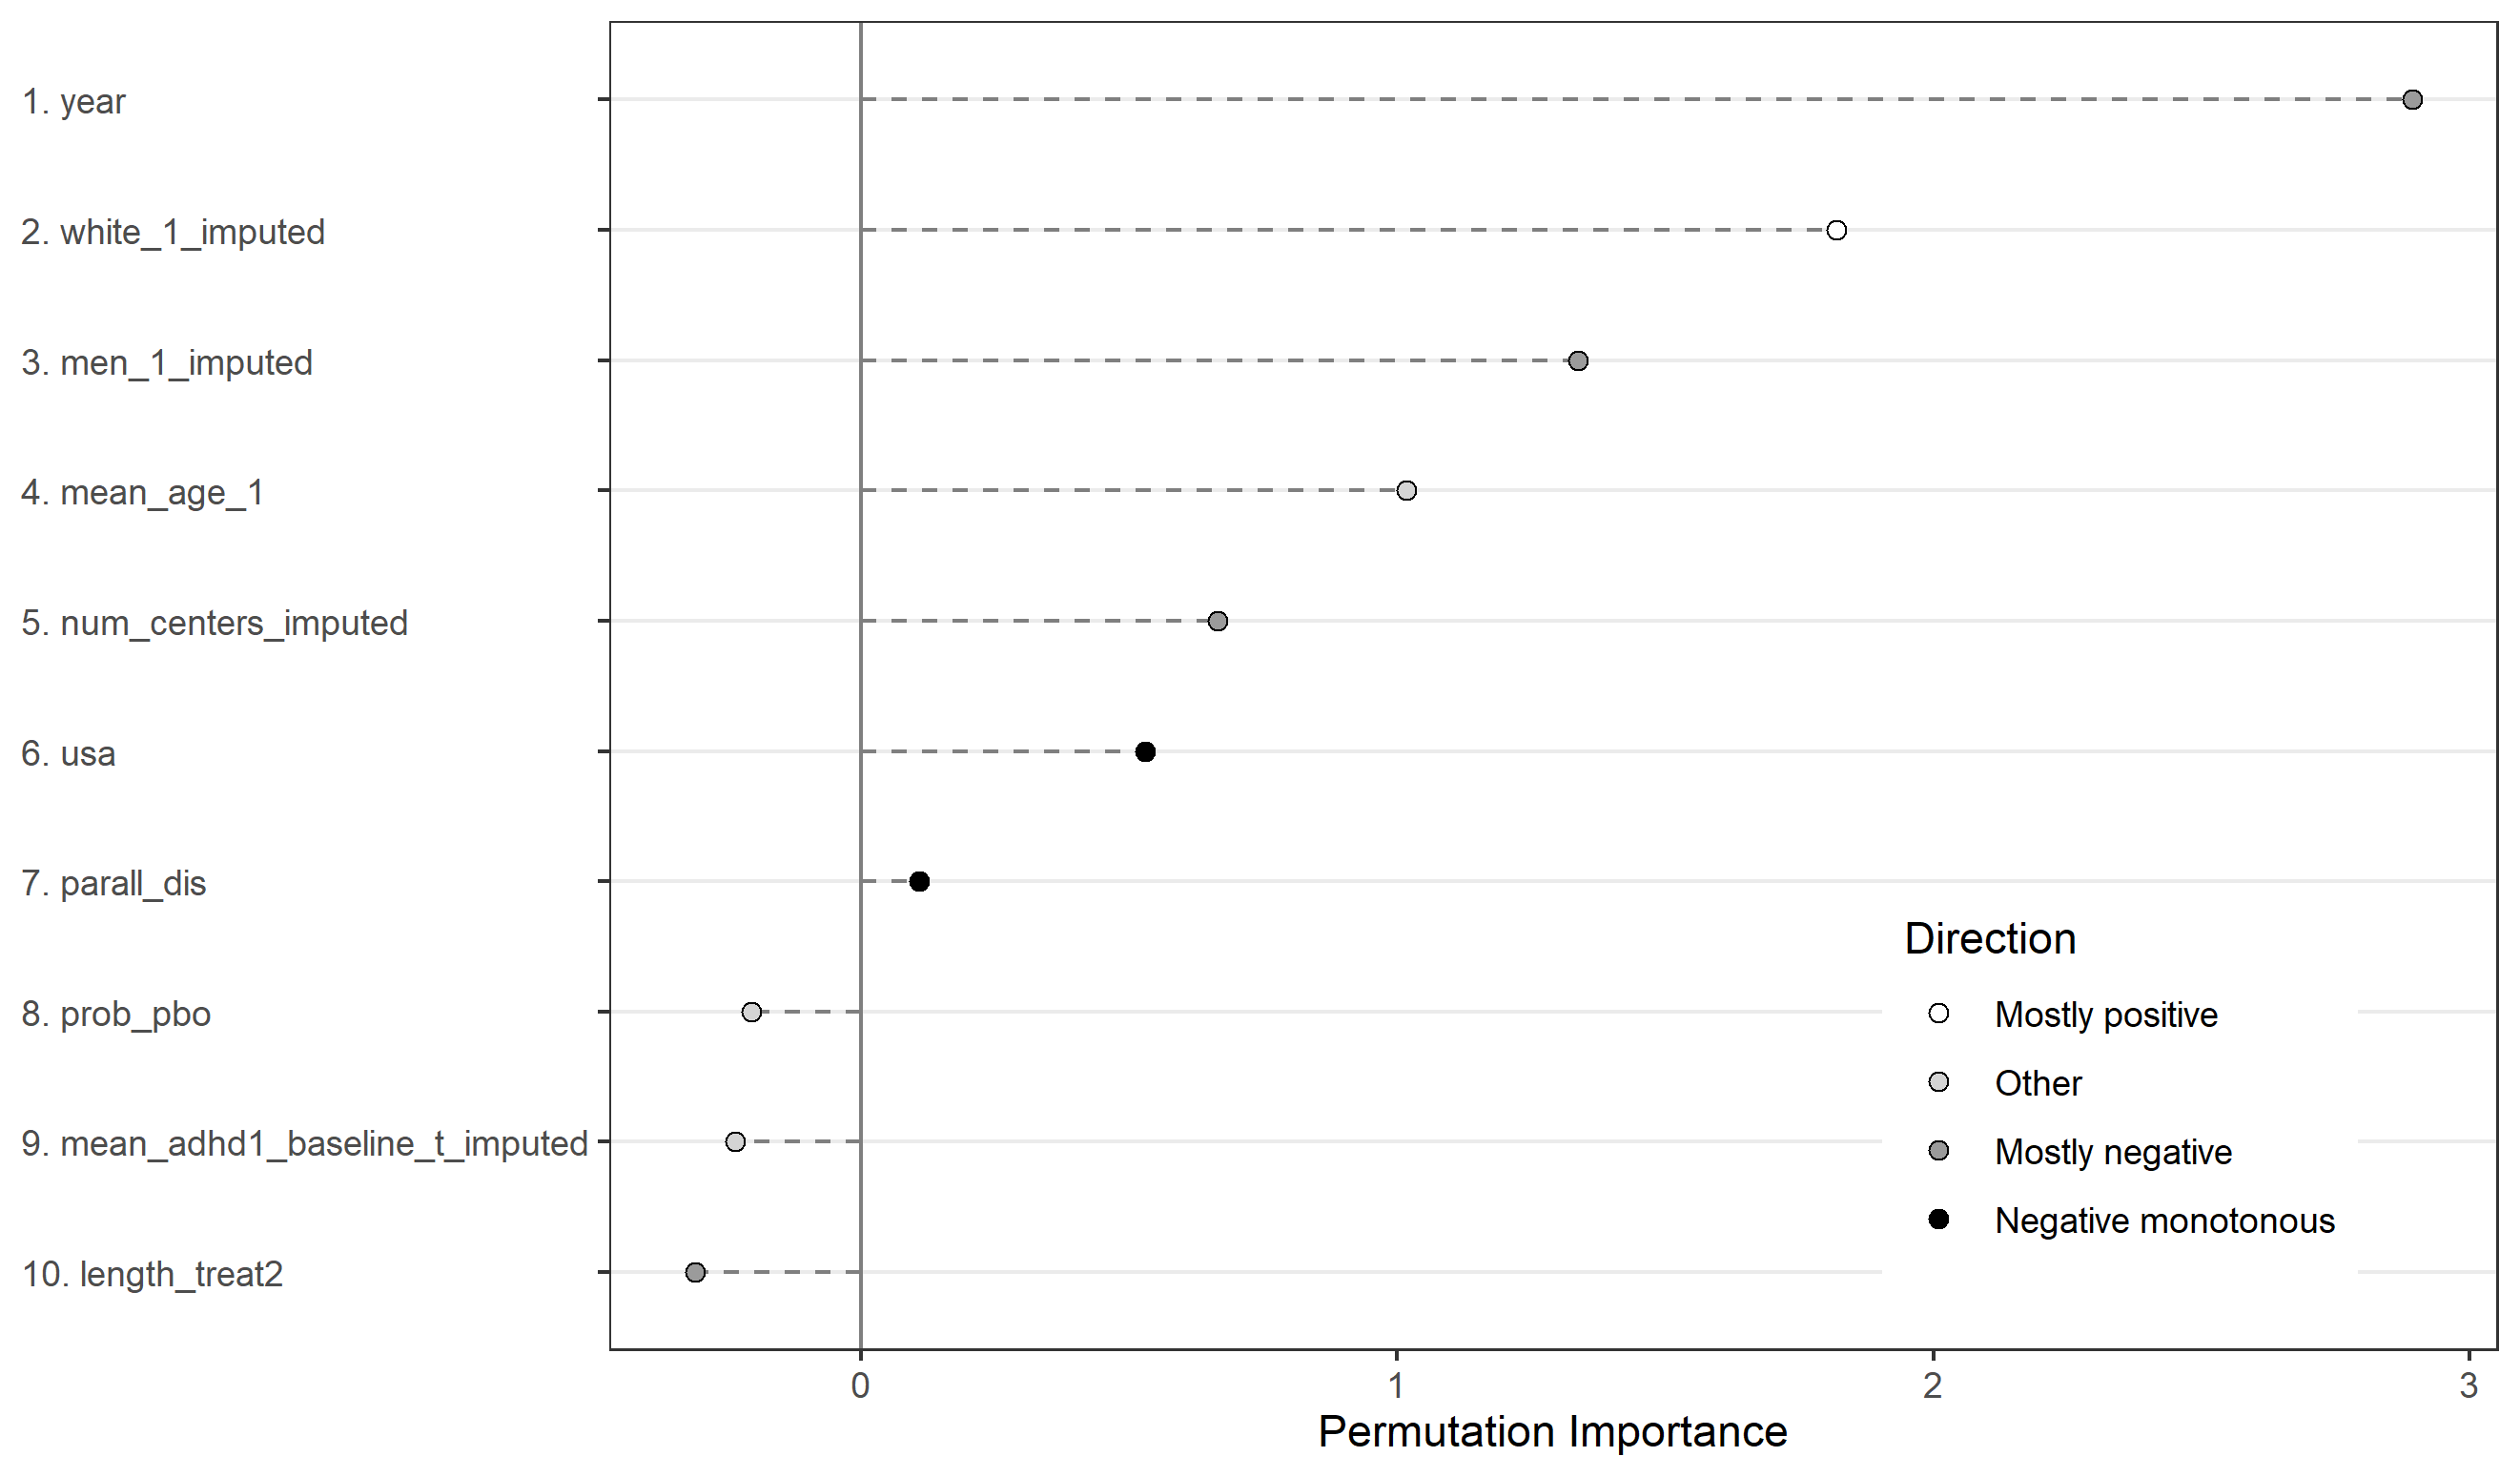 1. year
2. white_1_imputed
3. men_1_imputed
4. mean_age_1
5. num_centers_imputed
6. usa
7. parall_dis
8. prob_pbo
9. mean_adhd1_baseline_t_imputed
10. length_treat2
Direction
Mostly positive
Other
Mostly negative
Negative monotonous
0 1 2 3
Permutation Importance